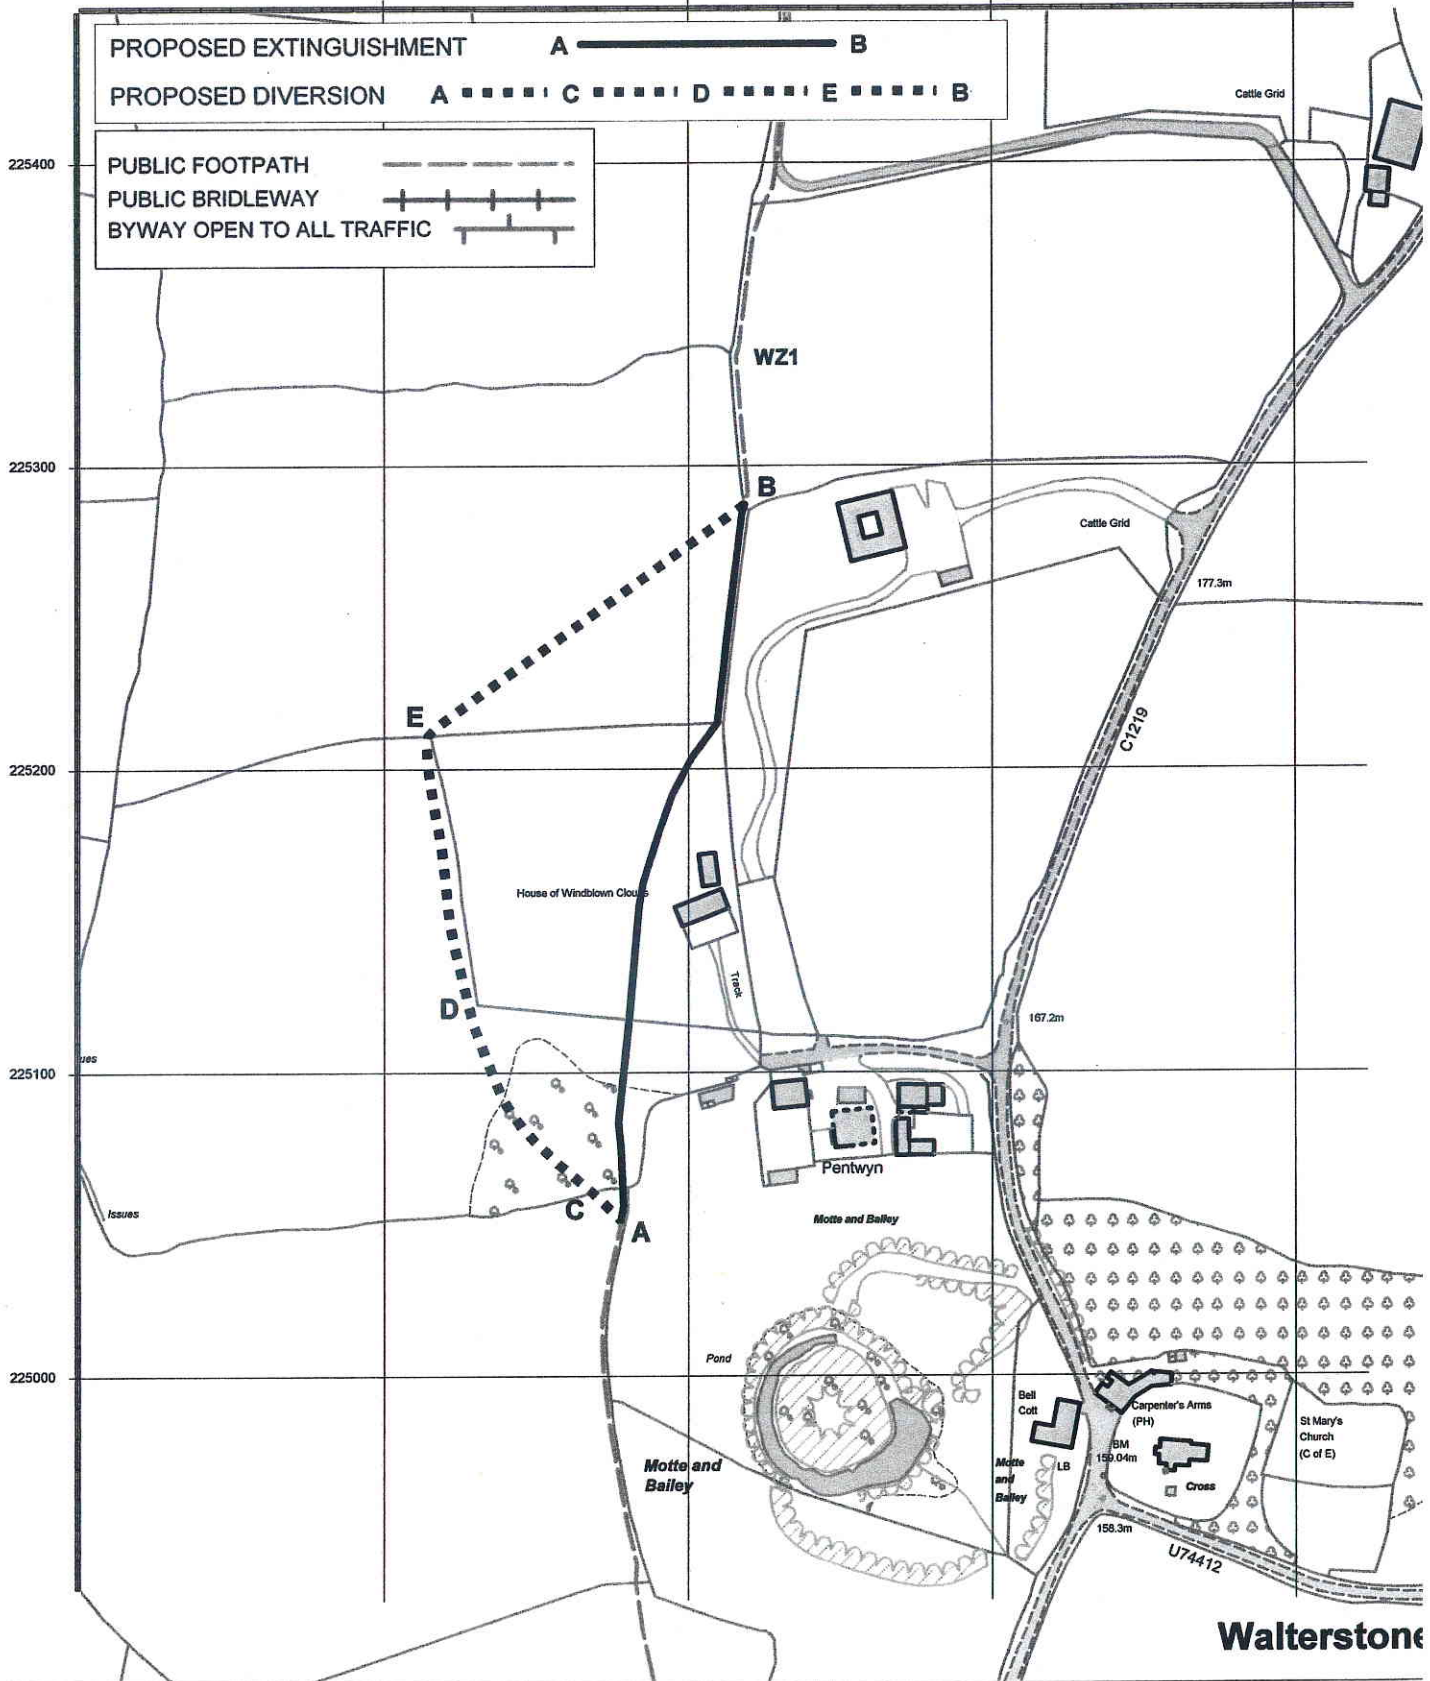 PROPOSED EXTINGUISHMENT A B
PROPOSED DIVERSION A C D E B
PUBLIC FOOTPATH
PUBLIC BRIDLEWAY
BYWAY OPEN TO ALL TRAFFIC
Cattle Grid
225400
WZ1
225300
B
Cattle Grid
177.3m
E
C1219
225200
House of Windblown Clouds
Track
D
167.2m
225100
Pentwyn
Issues
C
A
Motte and Bailey
Pond
225000
Bell
Cott
Carpenter's Arms
(PH)
St Mary's
Church
(C of E)
BM
159.04m
LB
Motte and
Bailey
Motte
and
Bailey
Cross
158.3m
U74412
Walterstone